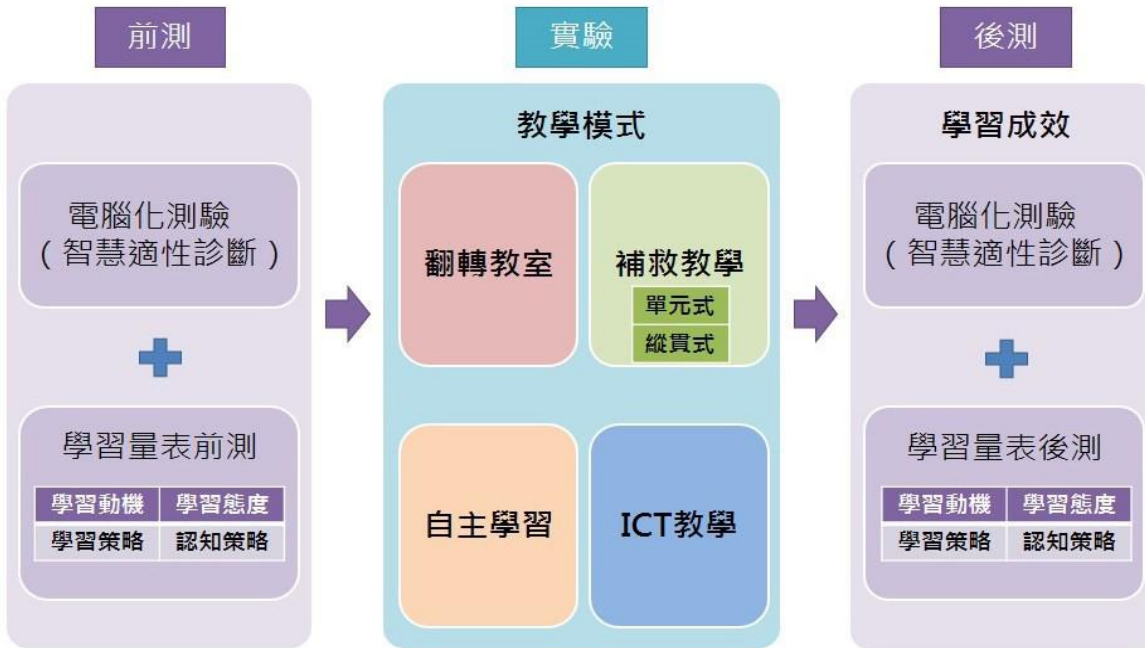 前測
電腦化測驗
（智慧適性診斷）
學習量表前測
學習動機 學習態度
學習策略 認知策略
實驗
教學模式
翻轉教室
補救教學
單元式
縱貫式
自主學習
ICT教學
後測
學習成效
電腦化測驗
（智慧適性診斷）
學習量表後測
學習動機 學習態度
學習策略 認知策略